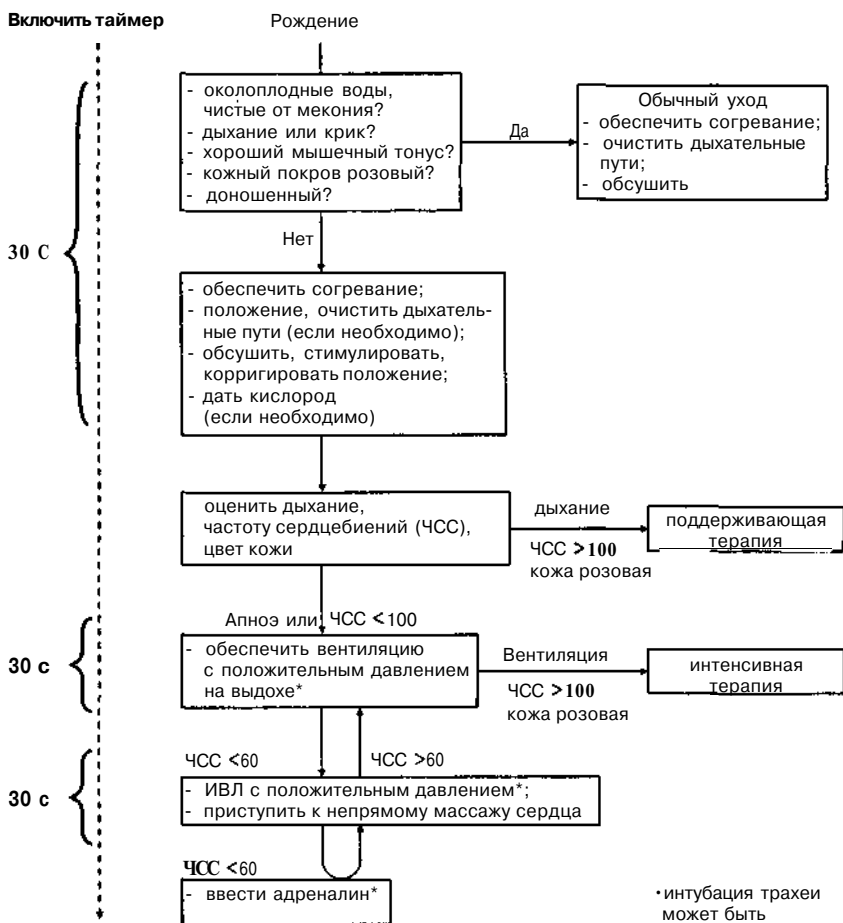 Включить таймер
Рождение
- околоплодные воды,
чистые от мекония?
- дыхание или крик?
- хороший мышечный тонус?
- кожный покров розовый?
- доношенный?
Да
Обычный уход
- обеспечить согревание;
- очистить дыхательные
пути;
- обсушить
30 С
Нет
- обеспечить согревание;
- положение, очистить дыхатель-
ные пути (если необходимо);
- обсушить, стимулировать,
корригировать положение;
- дать кислород
(если необходимо)
оценить дыхание,
частоту сердцебиений (ЧСС),
цвет кожи
дыхание
ЧСС >100
кожа розовая
поддерживающая
терапия
Апноэ или ЧСС <100
30 с
- обеспечить вентиляцию
с положительным давлением
на выдохе*
Вентиляция
ЧСС >100
кожа розовая
интенсивная
терапия
ЧСС <60
ЧСС >60
30 с
- ИВЛ с положительным давлением*;
- приступить к непрямому массажу сердца
ЧСС <60
- ввести адреналин*
•интубация трахеи
может быть